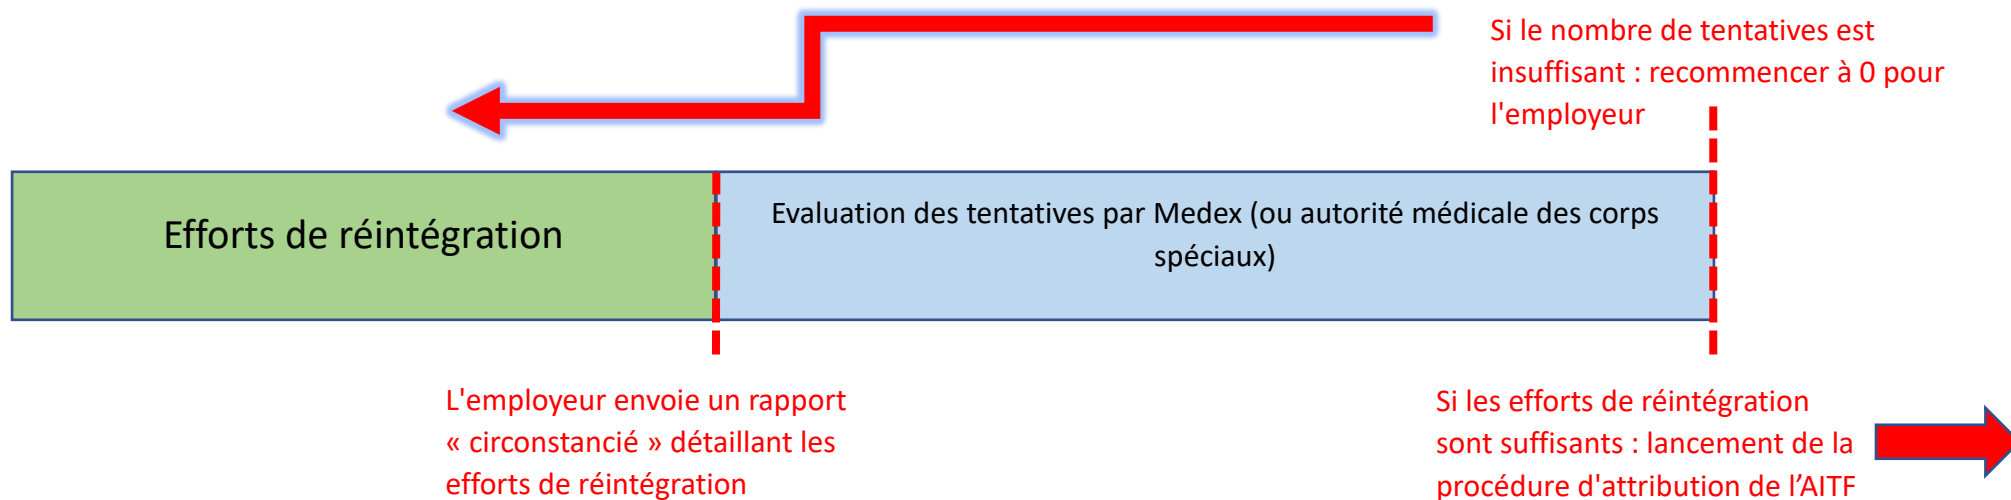 Si le nombre de tentatives est
insuffisant : recommencer à 0 pour
l'employeur
Efforts de réintégration
Evaluation des tentatives par Medex (ou autorité médicale des corps
spéciaux)
L'employeur envoie un rapport
« circonstancié » détaillant les
efforts de réintégration
Si les efforts de réintégration
sont suffisants : lancement de la
procédure d'attribution de l’AITF